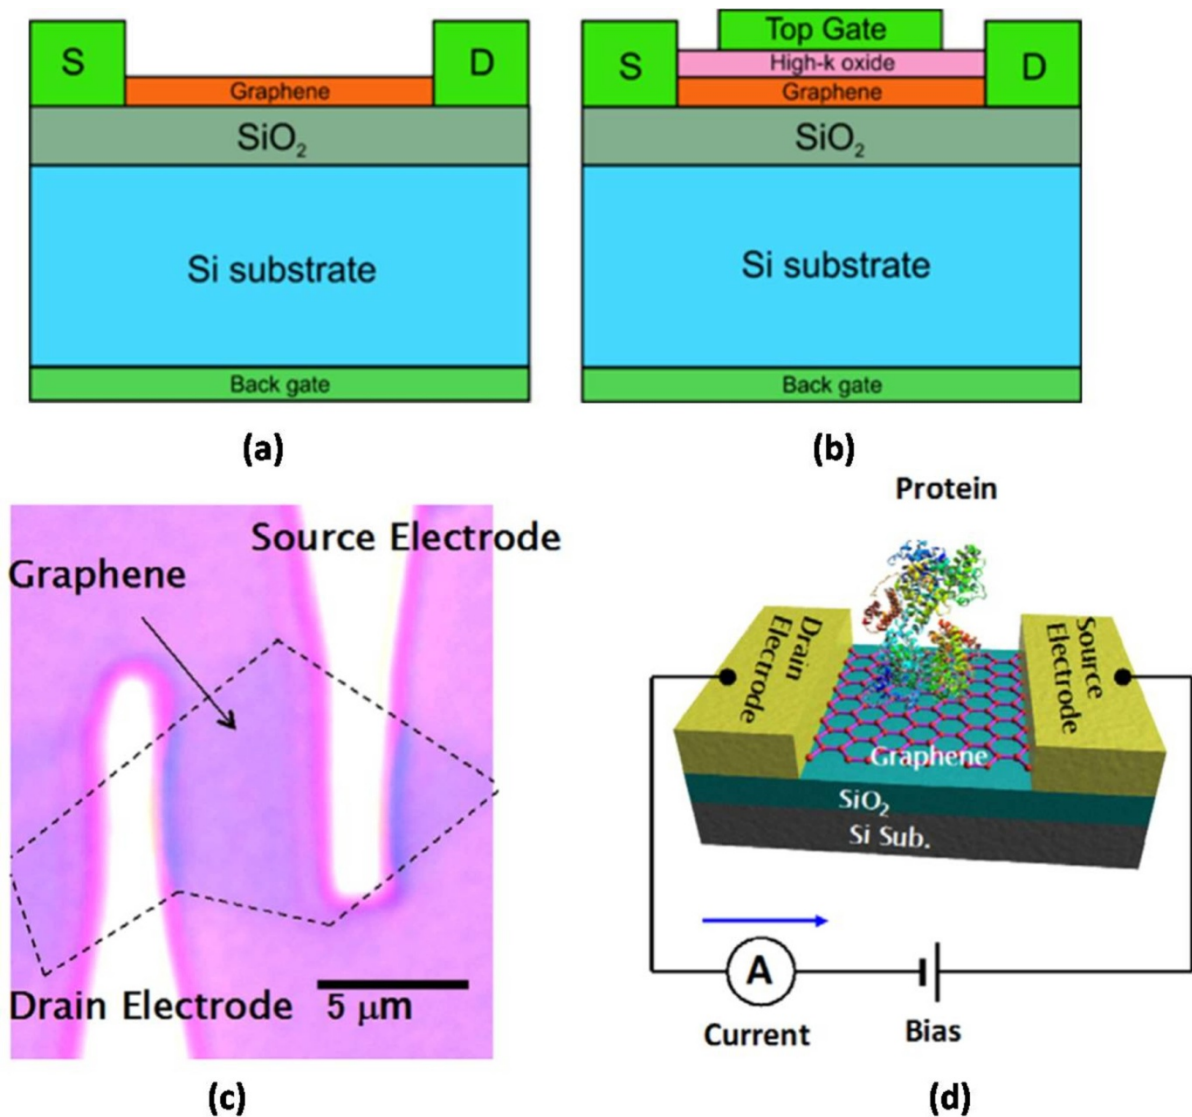 S
D
Graphene
SiO₂
Si substrate
Back gate
(a)
S
Top Gate
High-k oxide
Graphene
D
SiO₂
Si substrate
Back gate
(b)
Source Electrode
Graphene
Drain Electrode
5 μm
(c)
Protein
Drain
Electrode
Source
Electrode
Graphene
SiO₂
Si Sub.
A
Current
Bias
(d)